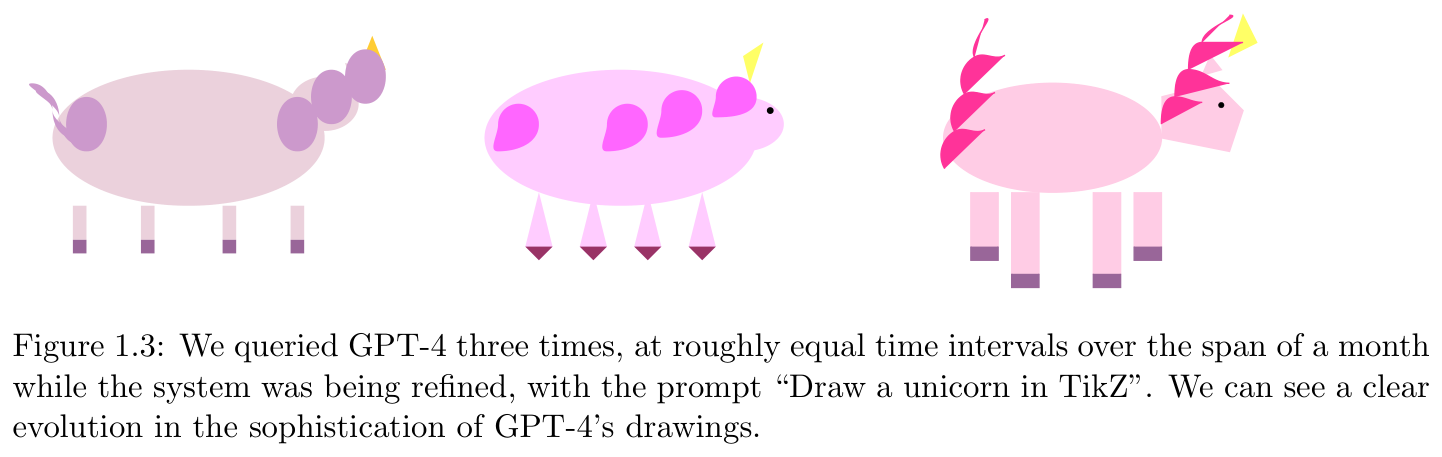 Figure 1.3: We queried GPT-4 three times, at roughly equal time intervals over the span of a month
while the system was being refined, with the prompt “Draw a unicorn in TikZ”. We can see a clear
evolution in the sophistication of GPT-4’s drawings.